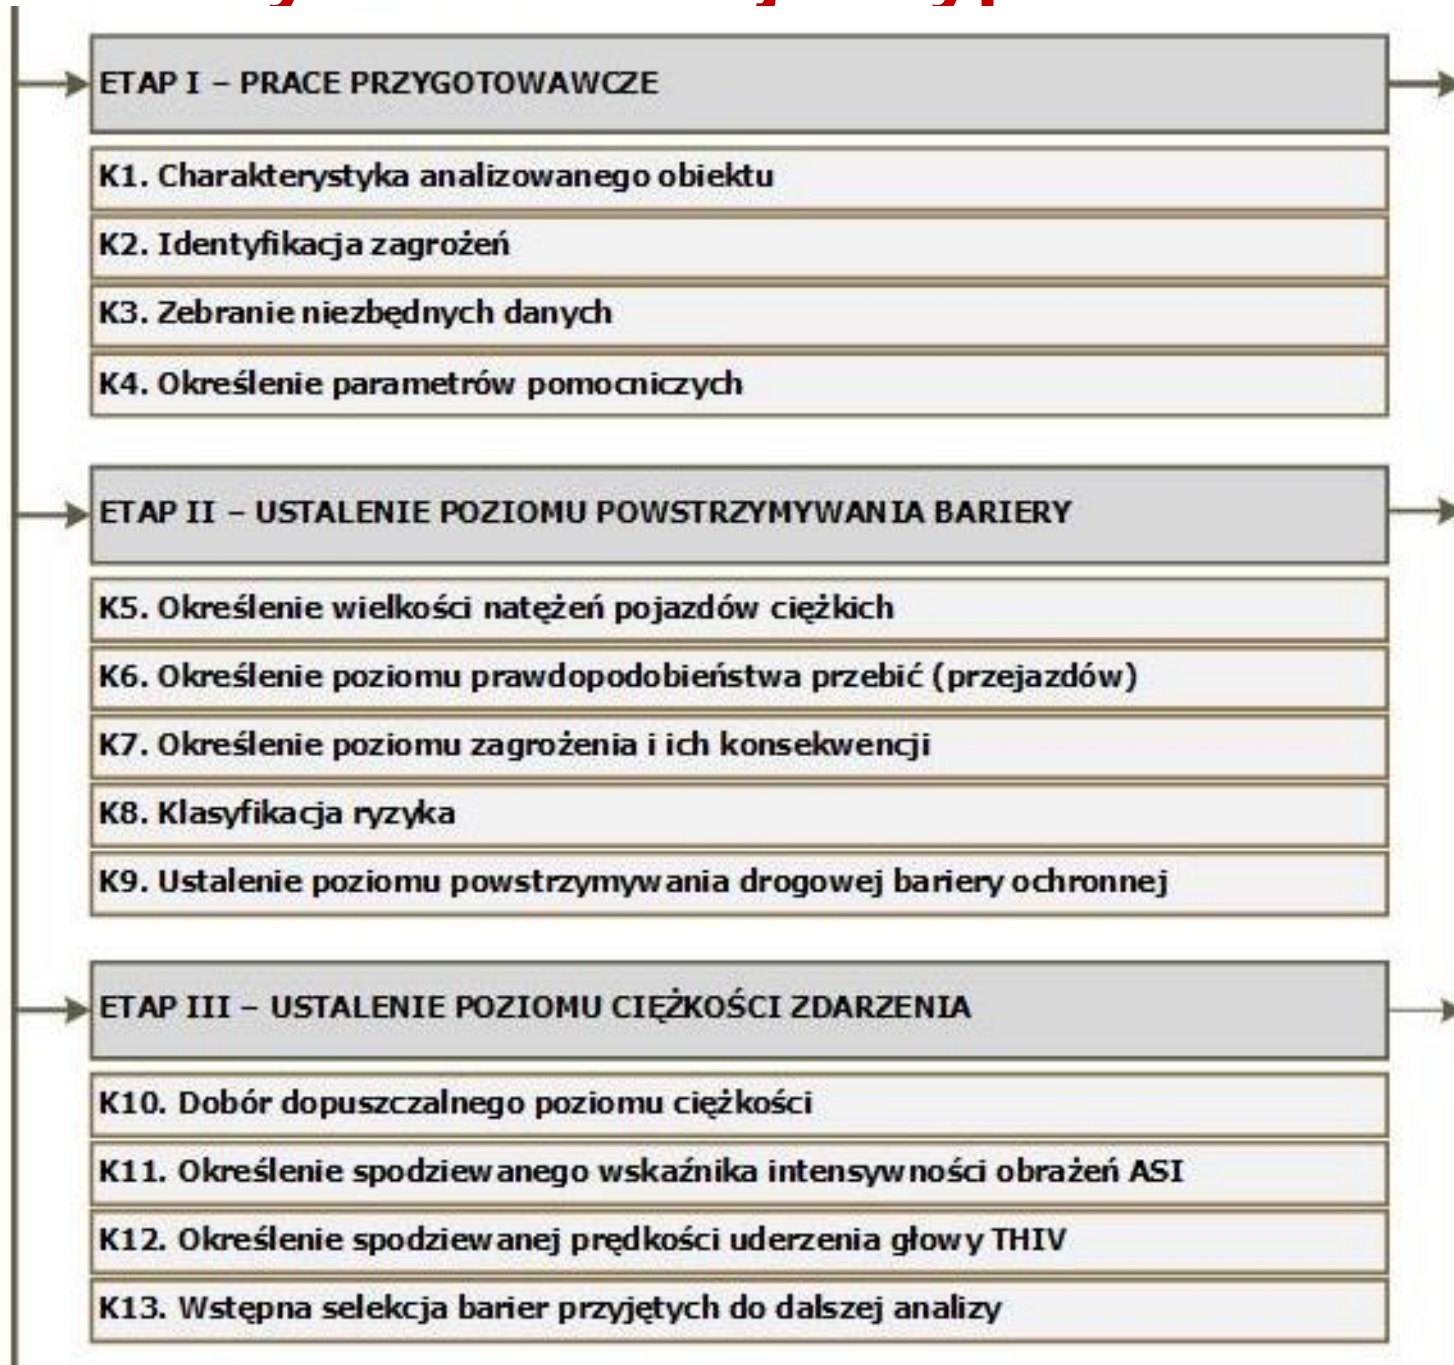 ETAP I – PRACE PRZYGOTOWAWCZE
K1. Charakterystyka analizowanego obiektu
K2. Identyfikacja zagrożeń
K3. Zebranie niezbędnych danych
K4. Określenie parametrów pomocniczych
ETAP II – USTALENIE POZIOMU POWSTRZYMYWANIA BARIERY
K5. Określenie wielkości natężeń pojazdów ciężkich
K6. Określenie poziomu prawdopodobieństwa przebić (przejazdów)
K7. Określenie poziomu zagrożenia i ich konsekwencji
K8. Klasyfikacja ryzyka
K9. Ustalenie poziomu powstrzymywania drogowej bariery ochronnej
ETAP III – USTALENIE POZIOMU CIĘŻKOŚCI ZDARZENIA
K10. Dobór dopuszczalnego poziomu ciężkości
K11. Określenie spodziewanego wskaźnika intensywności obrażeń ASI
K12. Określenie spodziewanej prędkości uderzenia głowy THIV
K13. Wstępna selekcja barier przyjętych do dalszej analizy